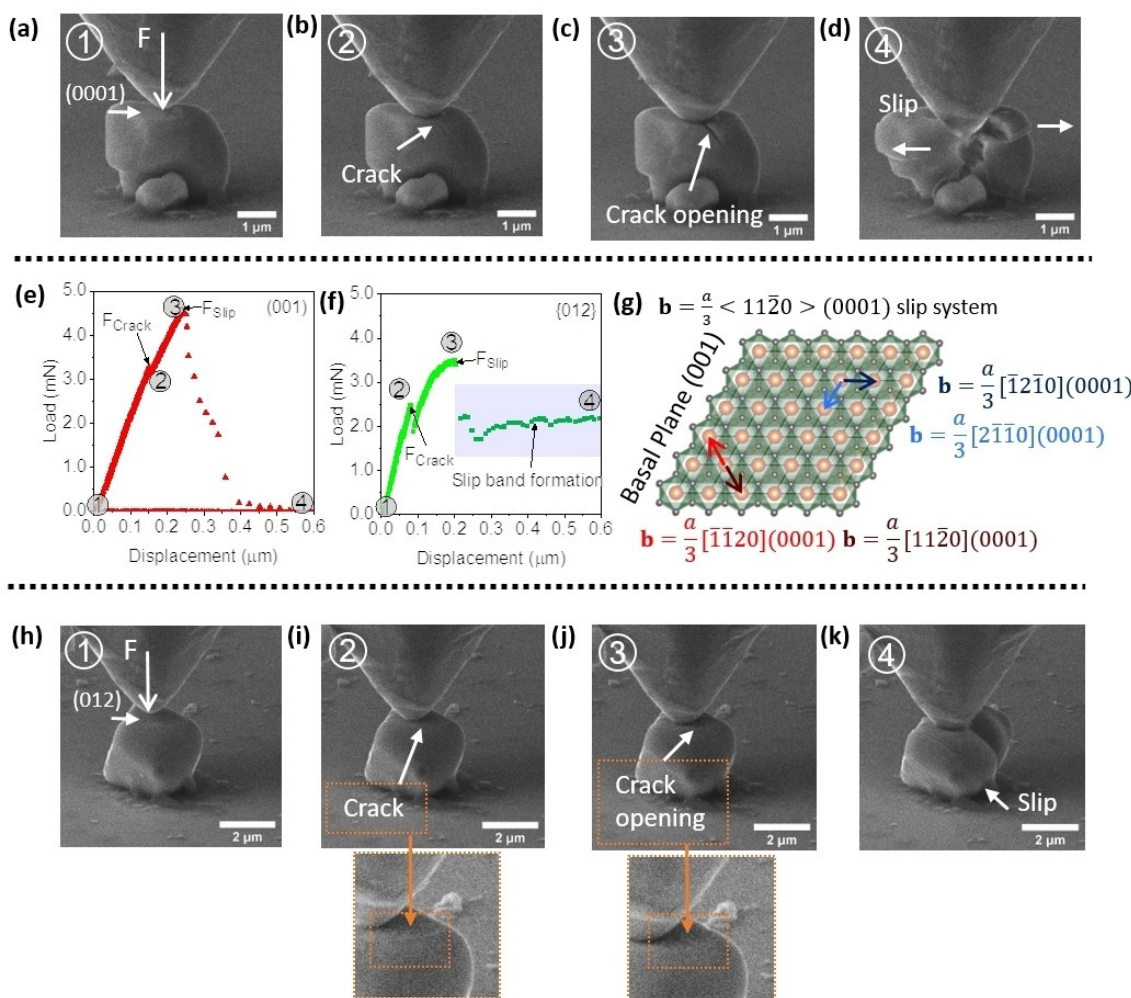 (a)
①
F
(0001)
1 μm
(b)
②
Crack
1 μm
(c)
③
Crack opening
1 μm
(d)
④
Slip
1 μm
(e)
5.0
4.0
3.0
2.0
1.0
0.0
Load (mN)
0.0 0.1 0.2 0.3 0.4 0.5 0.6
Displacement (μm)
(001)
F_Crack
F_Slip
1
2
3
4
(f)
5.0
4.0
3.0
2.0
1.0
0.0
Load (mN)
0.0 0.1 0.2 0.3 0.4 0.5 0.6
Displacement (μm)
{012}
F_Slip
F_Crack
Slip band formation
1
2
3
4
(g)
b = a/3 < 112̄0 > (0001) slip system
Basal Plane (001)
b = a/3 [1̄21̄0](0001)
b = a/3 [21̄1̄0](0001)
b = a/3 [1̄1̄20](0001) b = a/3 [112̄0](0001)
(h)
①
F
(012)
2 μm
(i)
②
Crack
2 μm
(j)
③
Crack
opening
2 μm
(k)
④
Slip
2 μm